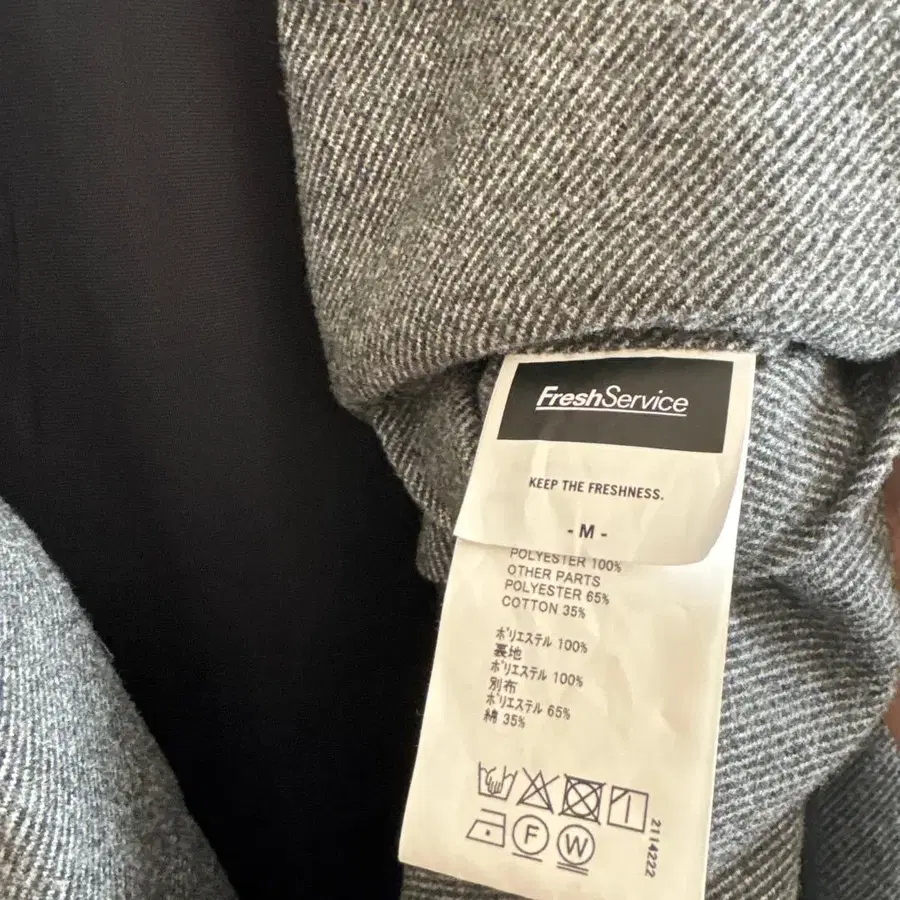 FreshService
KEEP THE FRESHNESS.
- M -
POLYESTER 100%
OTHER PARTS
POLYESTER 65%
COTTON 35%
ﾎﾟﾘｴｽﾃﾙ 100%
裏地
ﾎﾟﾘｴｽﾃﾙ 100%
別布
ﾎﾟﾘｴｽﾃﾙ 65%
綿 35%
F
W
2114222